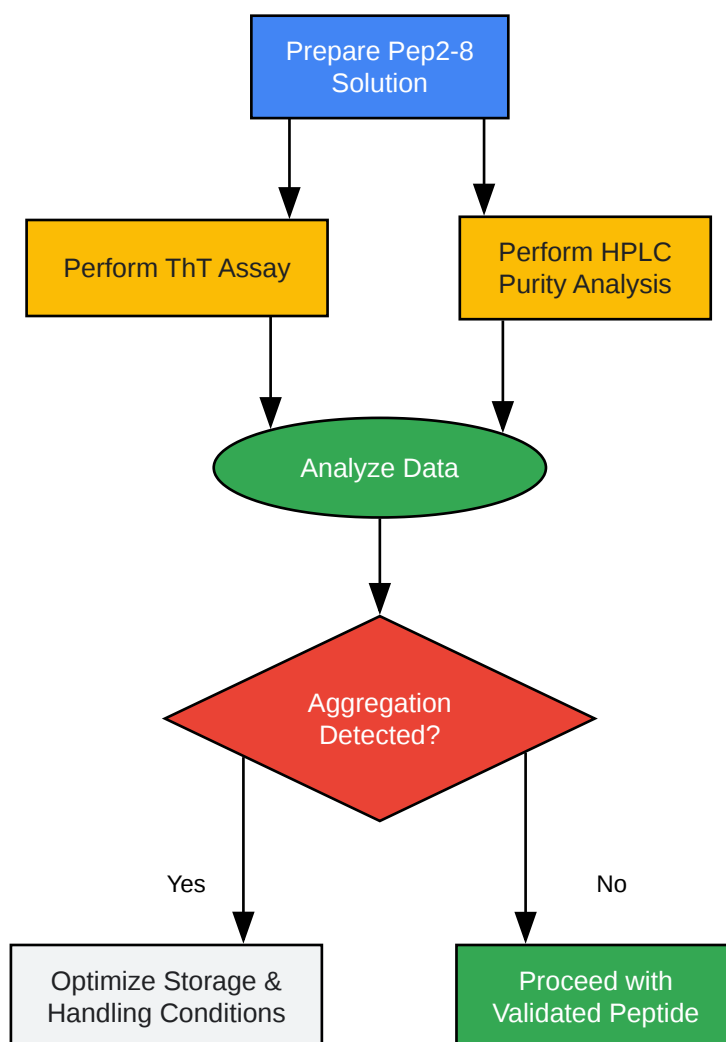 Prepare Pep2-8
Solution
Perform ThT Assay
Perform HPLC
Purity Analysis
Analyze Data
Aggregation
Detected?
Yes
No
Optimize Storage &
Handling Conditions
Proceed with
Validated Peptide